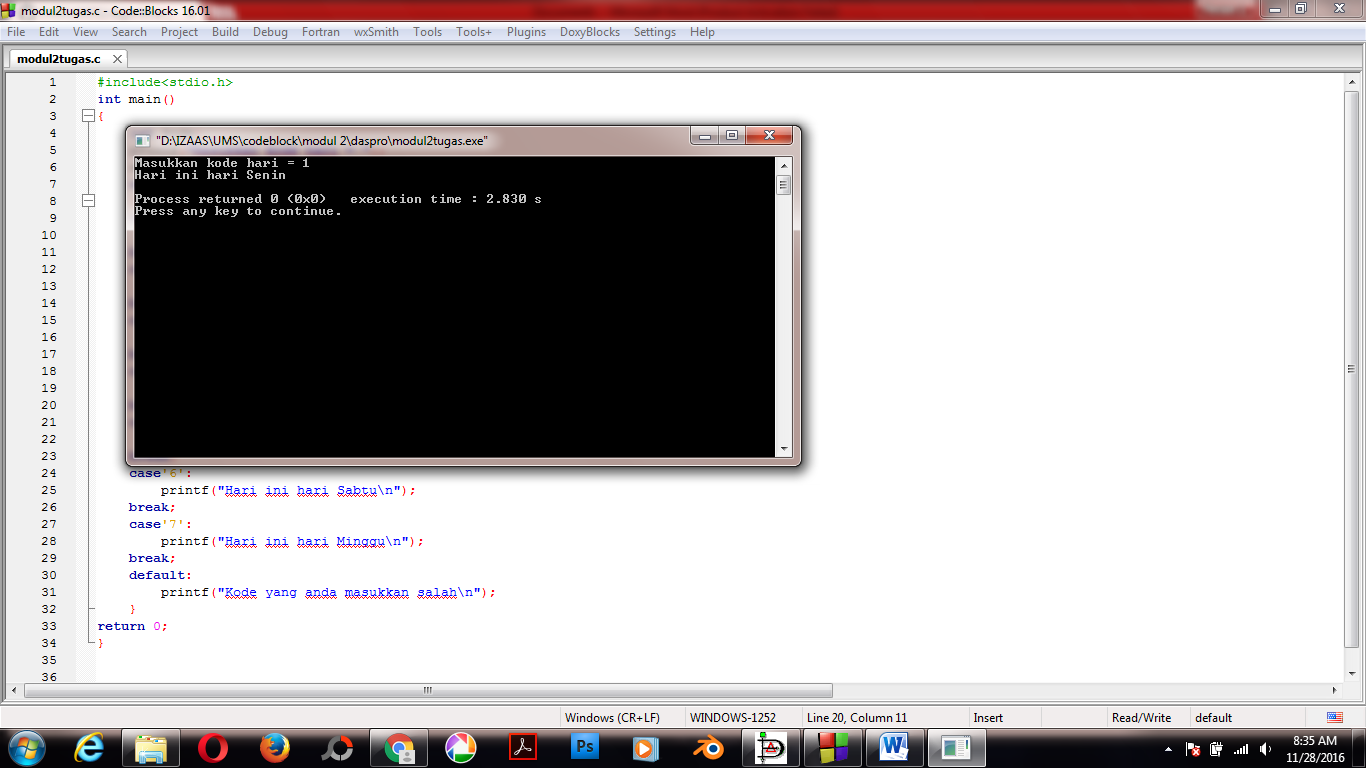 modul2tugas.c - Code::Blocks 16.01
File Edit View Search Project Build Debug Fortran wxSmith Tools Tools+ Plugins DoxyBlocks Settings Help
modul2tugas.c
1 #include<stdio.h>
2 int main()
3 {
4
5
6
7
8
9
10
11
12
13
14
15
16
17
18
19
20
21
22
23
"D:\IZAAS\UMS\codeblock\modul 2\daspro\modul2tugas.exe"
Masukkan kode hari = 1
Hari ini hari Senin
Process returned 0 (0x0) execution time : 2.830 s
Press any key to continue.
24 case'6':
25 printf("Hari ini hari Sabtu\n");
26 break;
27 case'7':
28 printf("Hari ini hari Minggu\n");
29 break;
30 default:
31 printf("Kode yang anda masukkan salah\n");
32 }
33 return 0;
34 }
35
36
Windows (CR+LF) WINDOWS-1252 Line 20, Column 11 Insert Read/Write default
8:35 AM
11/28/2016